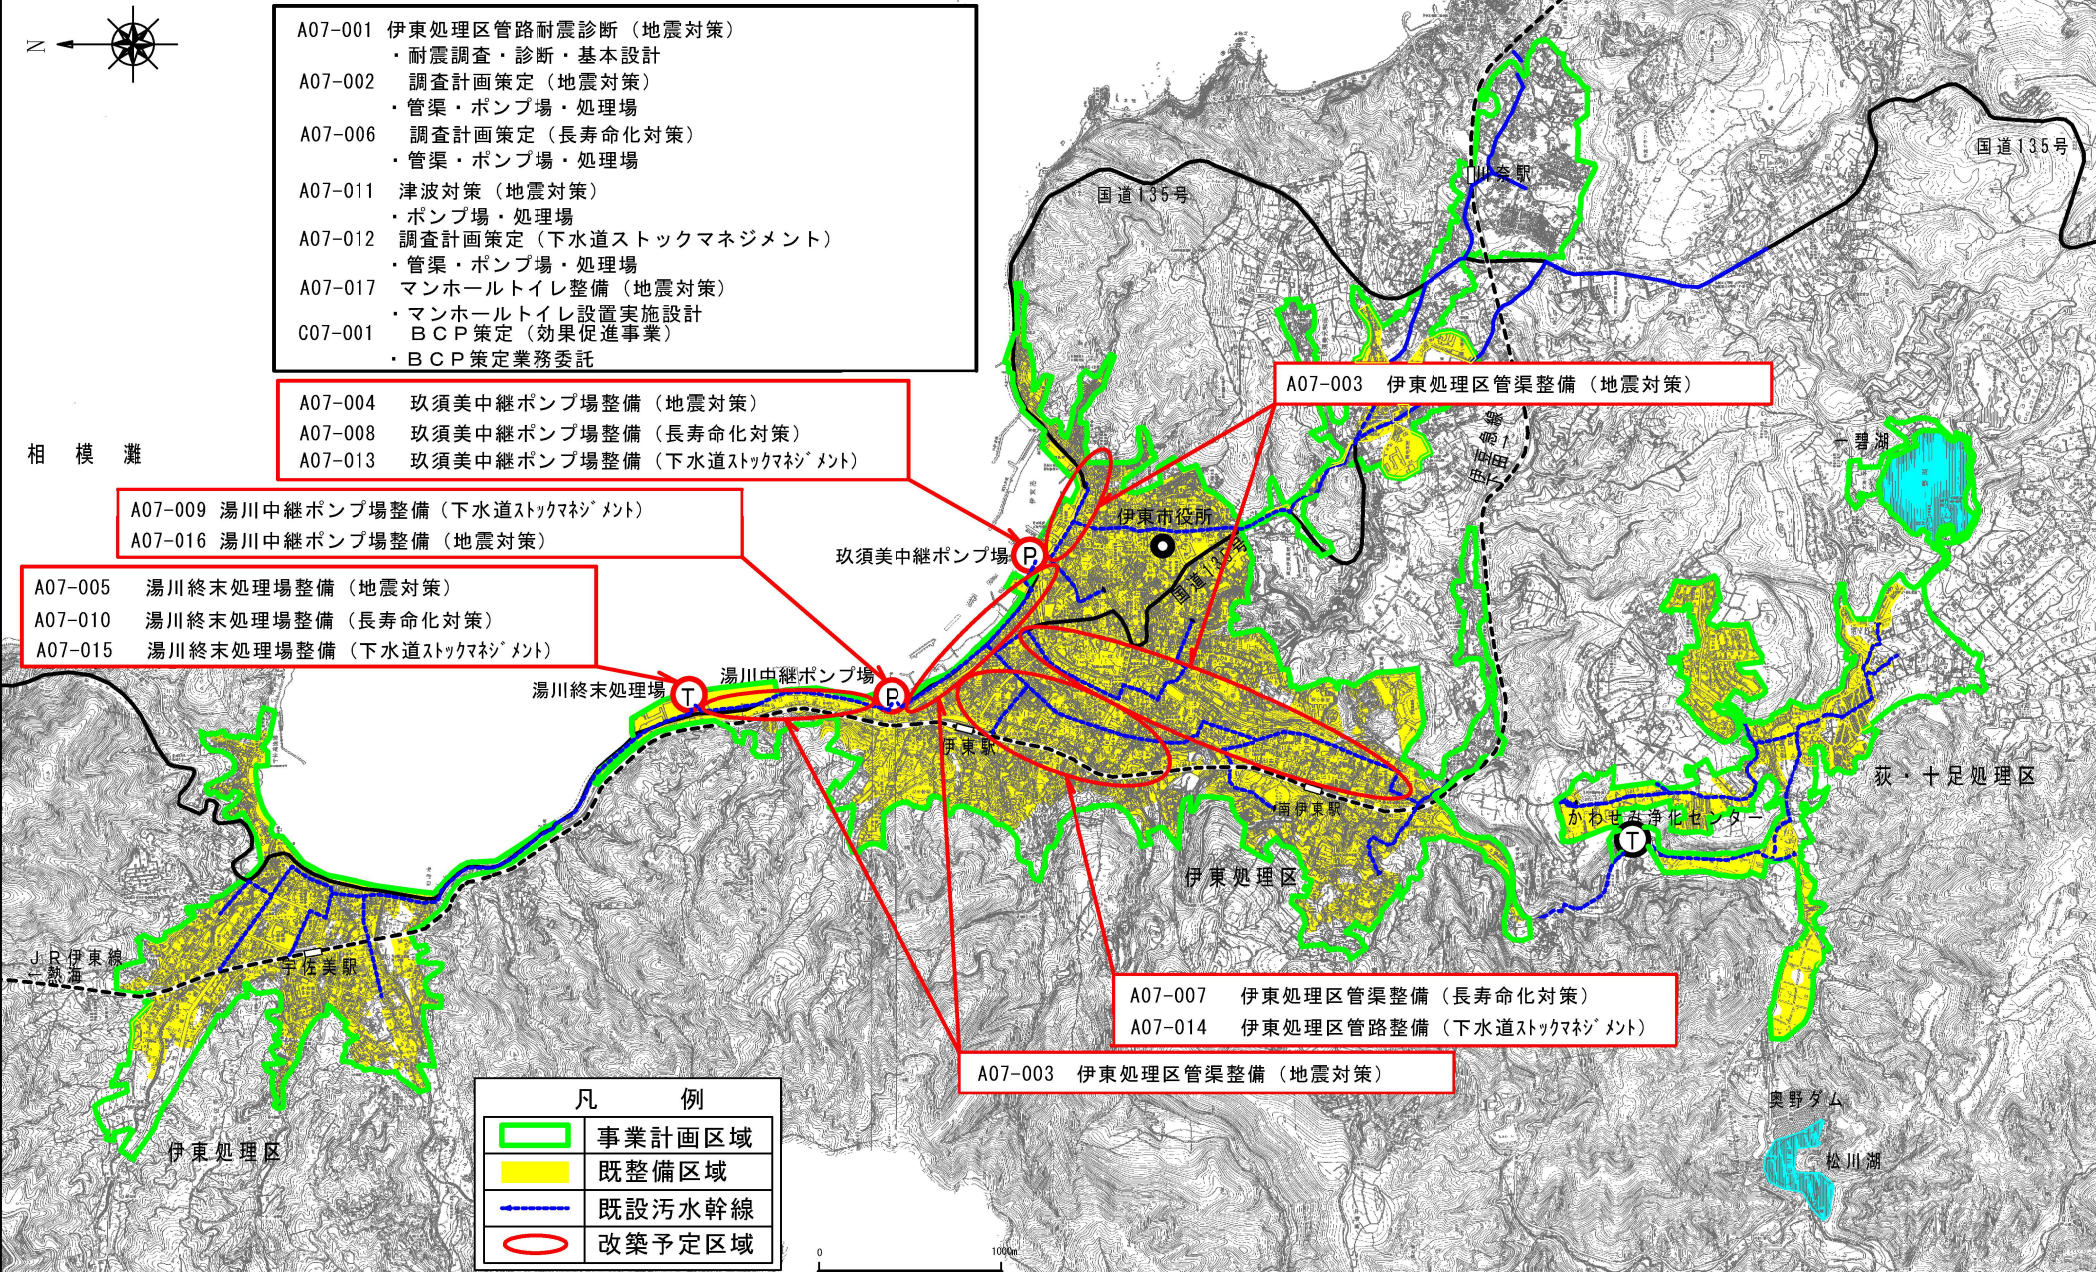 N
A07-001 伊東処理区管路耐震診断（地震対策）
・耐震調査・診断・基本設計
A07-002 調査計画策定（地震対策）
・管渠・ポンプ場・処理場
A07-006 調査計画策定（長寿命化対策）
・管渠・ポンプ場・処理場
A07-011 津波対策（地震対策）
・ポンプ場・処理場
A07-012 調査計画策定（下水道ストックマネジメント）
・管渠・ポンプ場・処理場
A07-017 マンホールトイレ整備（地震対策）
・マンホールトイレ設置実施設計
C07-001 ＢＣＰ策定（効果促進事業）
・ＢＣＰ策定業務委託
国道135号
国道135号
川奈駅
A07-003 伊東処理区管渠整備（地震対策）
A07-004 玖須美中継ポンプ場整備（地震対策）
A07-008 玖須美中継ポンプ場整備（長寿命化対策）
A07-013 玖須美中継ポンプ場整備（下水道ｽﾄｯｸﾏﾈｼﾞﾒﾝﾄ）
相模灘
伊豆急線
下田→
一碧湖
A07-009 湯川中継ポンプ場整備（下水道ｽﾄｯｸﾏﾈｼﾞﾒﾝﾄ）
A07-016 湯川中継ポンプ場整備（地震対策）
伊東市役所
玖須美中継ポンプ場
P
国道135号
A07-005 湯川終末処理場整備（地震対策）
A07-010 湯川終末処理場整備（長寿命化対策）
A07-015 湯川終末処理場整備（下水道ｽﾄｯｸﾏﾈｼﾞﾒﾝﾄ）
湯川終末処理場
T
湯川中継ポンプ場
P
伊東駅
南伊東駅
荻・十足処理区
かわせみ浄化センター
T
伊東処理区
ＪＲ伊東線
←熱海
宇佐美駅
A07-007 伊東処理区管渠整備（長寿命化対策）
A07-014 伊東処理区管路整備（下水道ｽﾄｯｸﾏﾈｼﾞﾒﾝﾄ）
A07-003 伊東処理区管渠整備（地震対策）
伊東処理区
奥野ダム
松川湖
凡例
事業計画区域
既整備区域
既設汚水幹線
改築予定区域
0 1000m